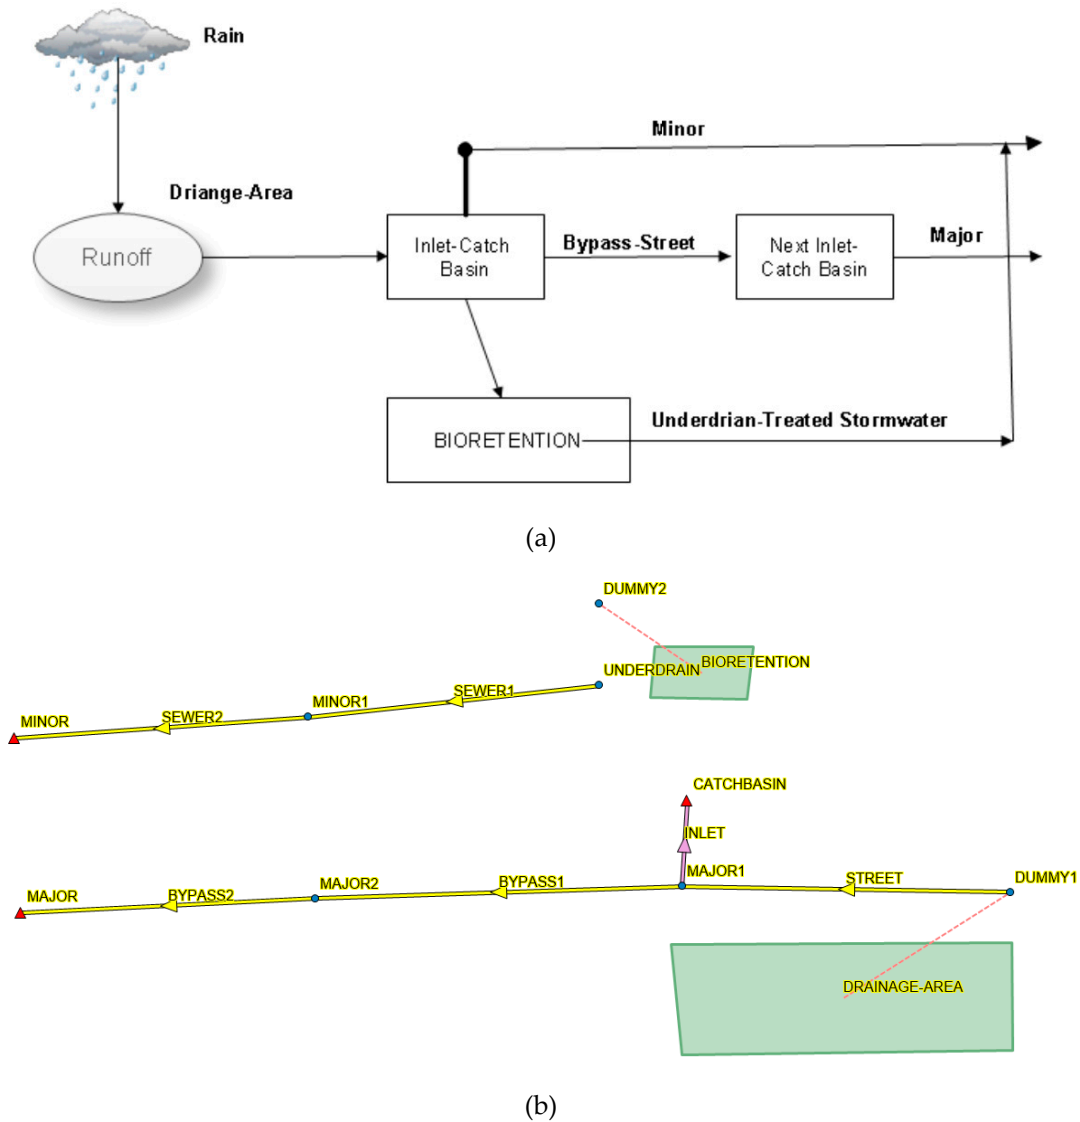 Rain
Minor
Driange-Area
Runoff
Inlet-Catch
Basin
Bypass-Street
Next Inlet-
Catch Basin
Major
BIORETENTION
Underdrian-Treated Stormwater
(a)
DUMMY2
BIORETENTION
UNDERDRAIN
SEWER1
MINOR1
SEWER2
MINOR
CATCHBASIN
INLET
MAJOR1
STREET
DUMMY1
BYPASS1
MAJOR2
BYPASS2
MAJOR
DRAINAGE-AREA
(b)